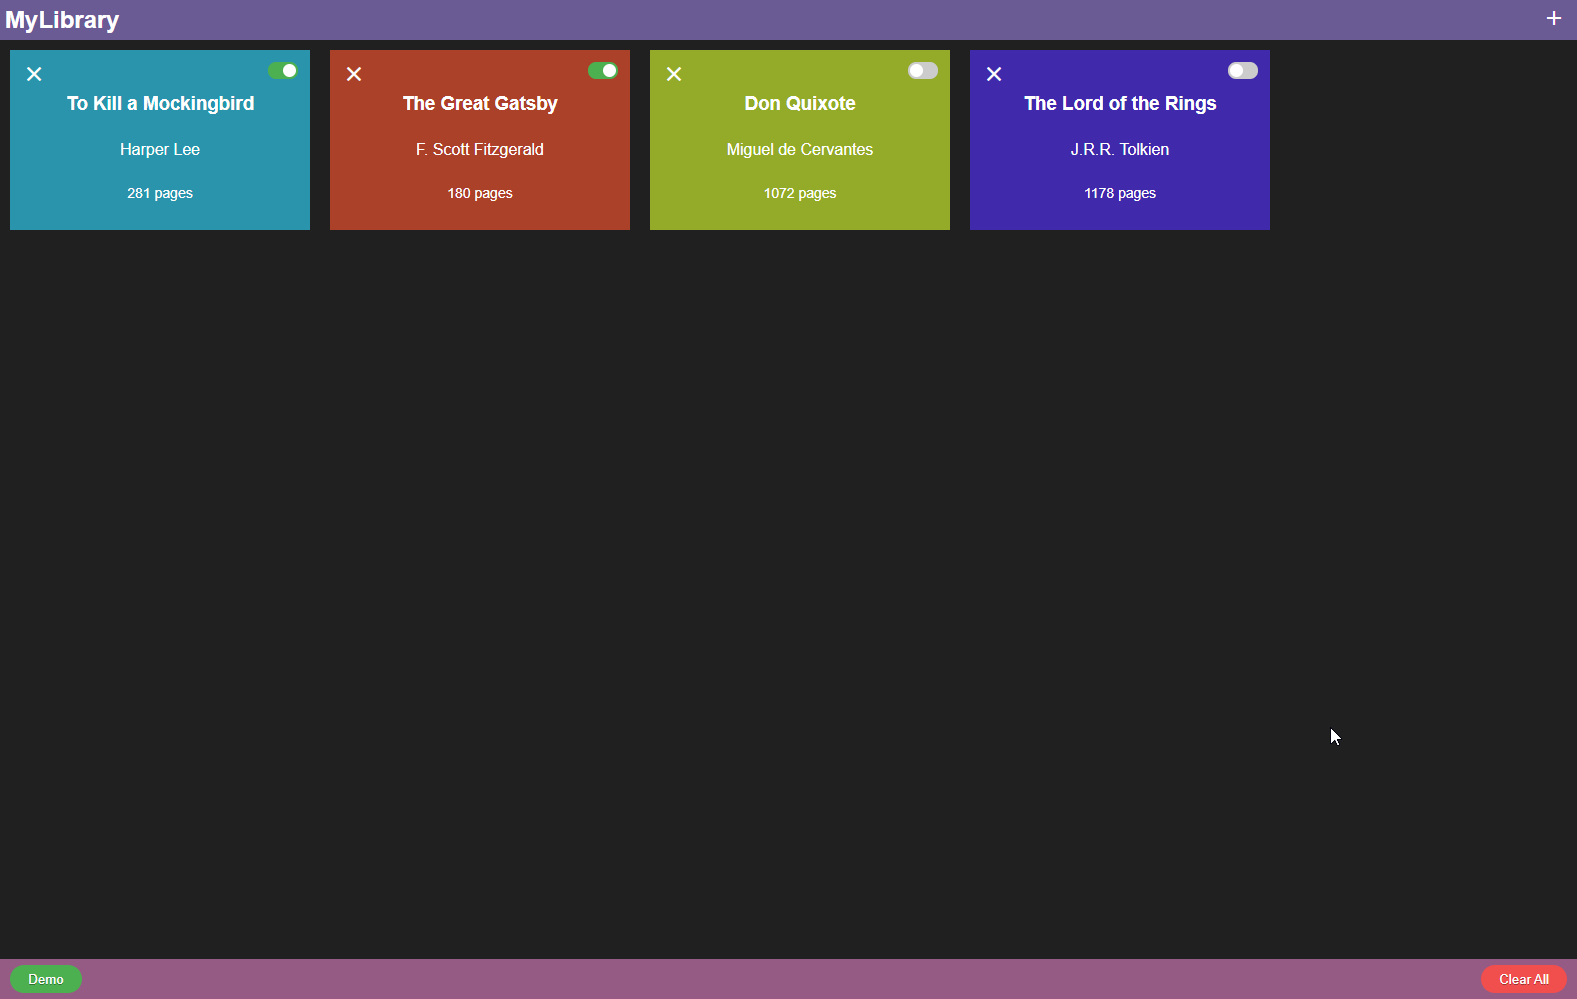 MyLibrary
To Kill a Mockingbird
Harper Lee
281 pages
The Great Gatsby
F. Scott Fitzgerald
180 pages
Don Quixote
Miguel de Cervantes
1072 pages
The Lord of the Rings
J.R.R. Tolkien
1178 pages
Demo
Clear All